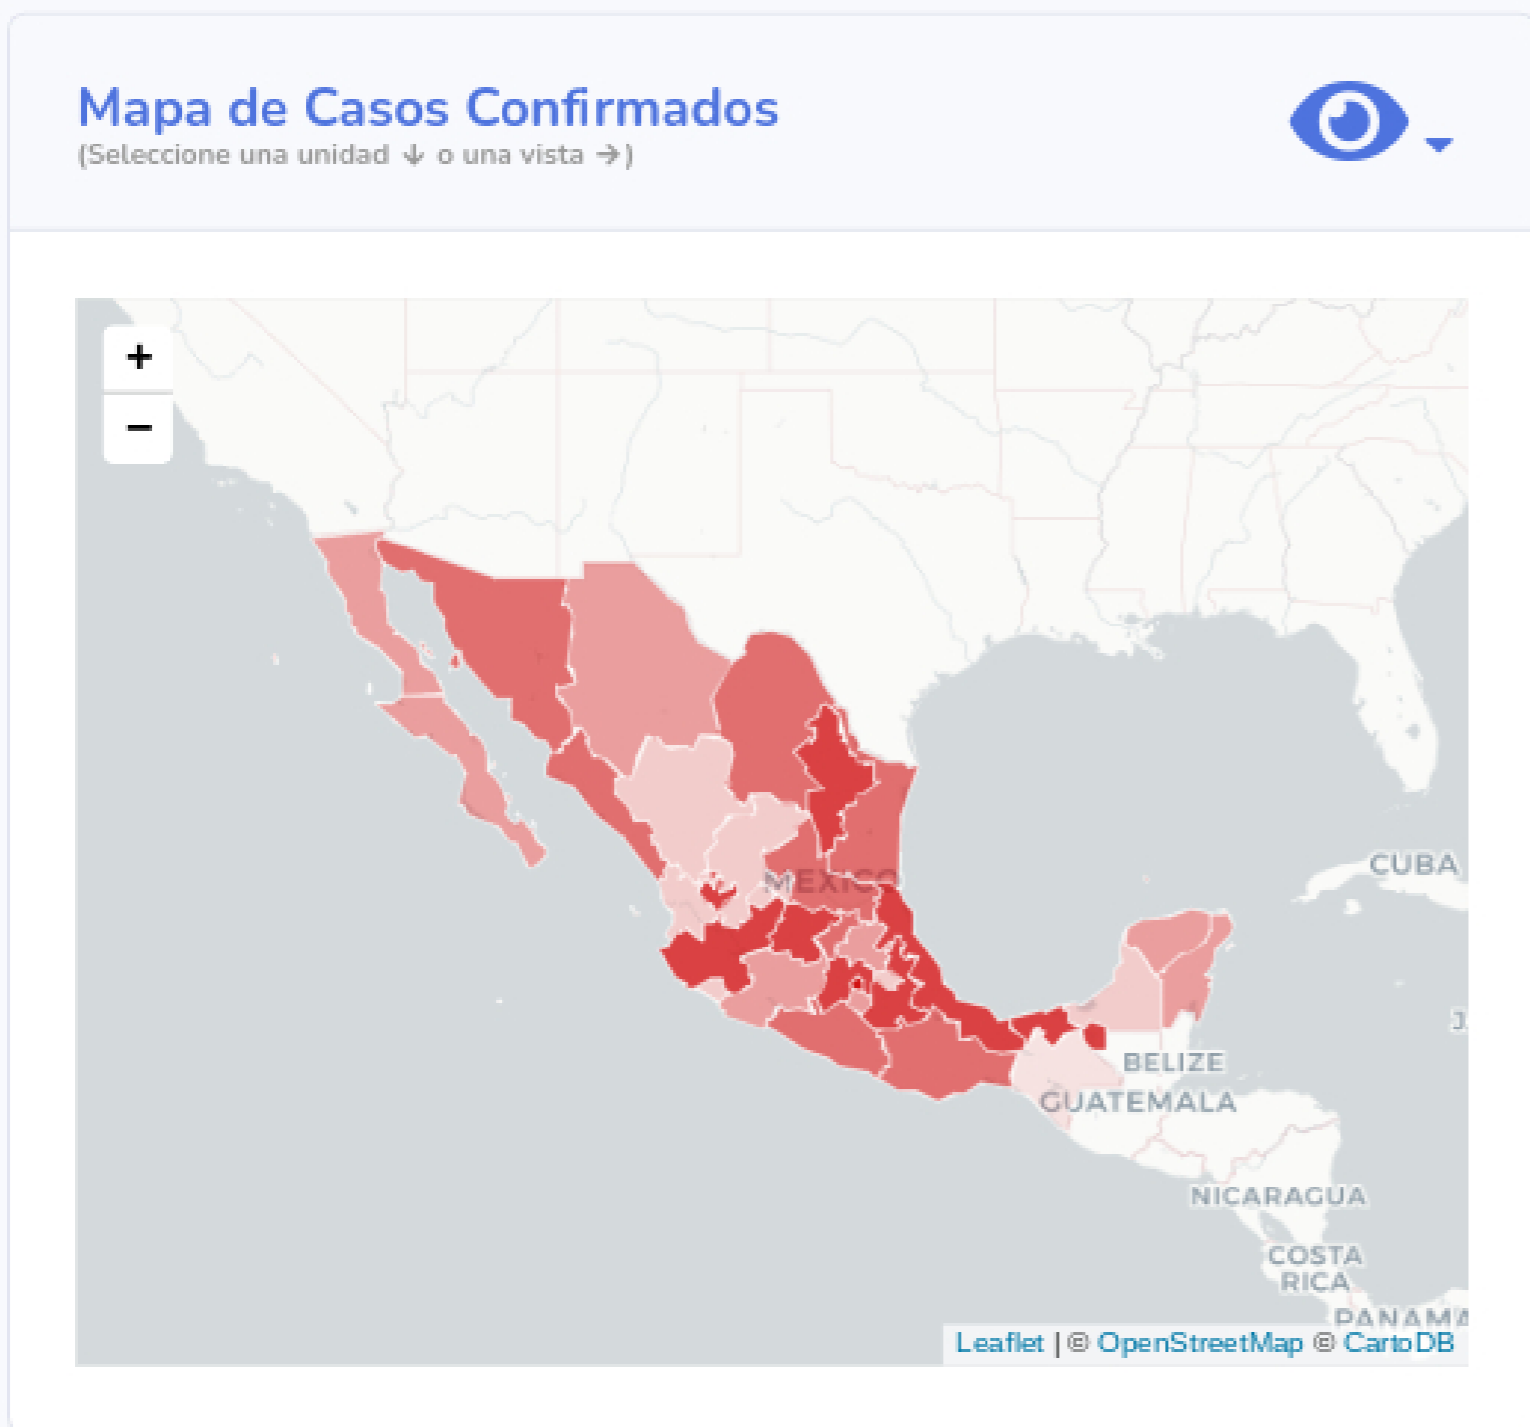 Mapa de Casos Confirmados
(Seleccione una unidad ↓ o una vista →)
+
−
MEXICO
CUBA
J
BELIZE
GUATEMALA
NICARAGUA
COSTA
RICA
PANAMA
Leaflet | © OpenStreetMap © CartoDB